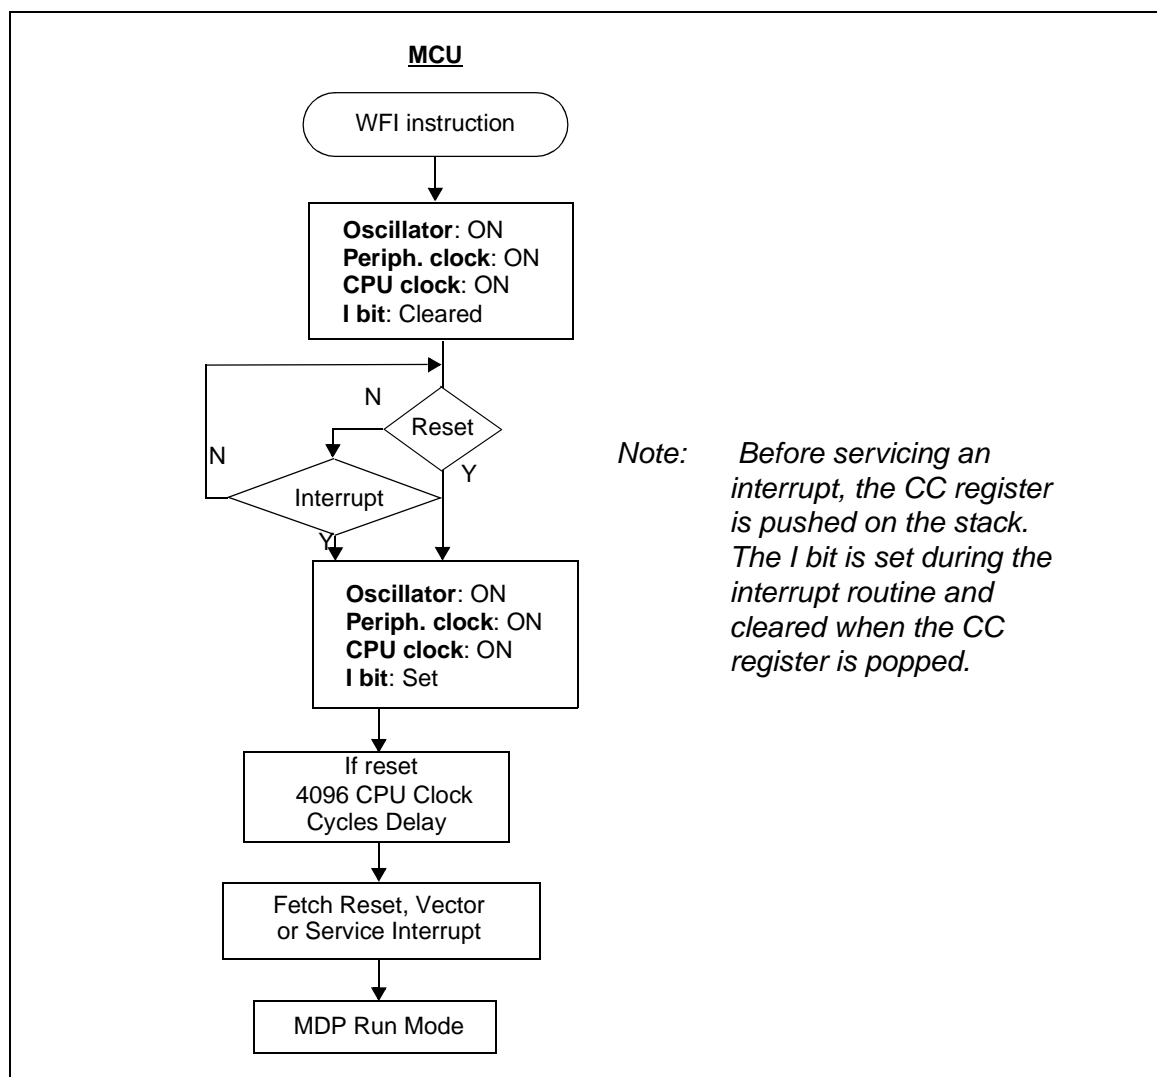 MCU
WFI instruction
Oscillator: ON
Periph. clock: ON
CPU clock: ON
I bit: Cleared
N
Reset
N
Y
Interrupt
Y
Oscillator: ON
Periph. clock: ON
CPU clock: ON
I bit: Set
If reset
4096 CPU Clock
Cycles Delay
Fetch Reset, Vector
or Service Interrupt
MDP Run Mode
Note: Before servicing an
interrupt, the CC register
is pushed on the stack.
The I bit is set during the
interrupt routine and
cleared when the CC
register is popped.